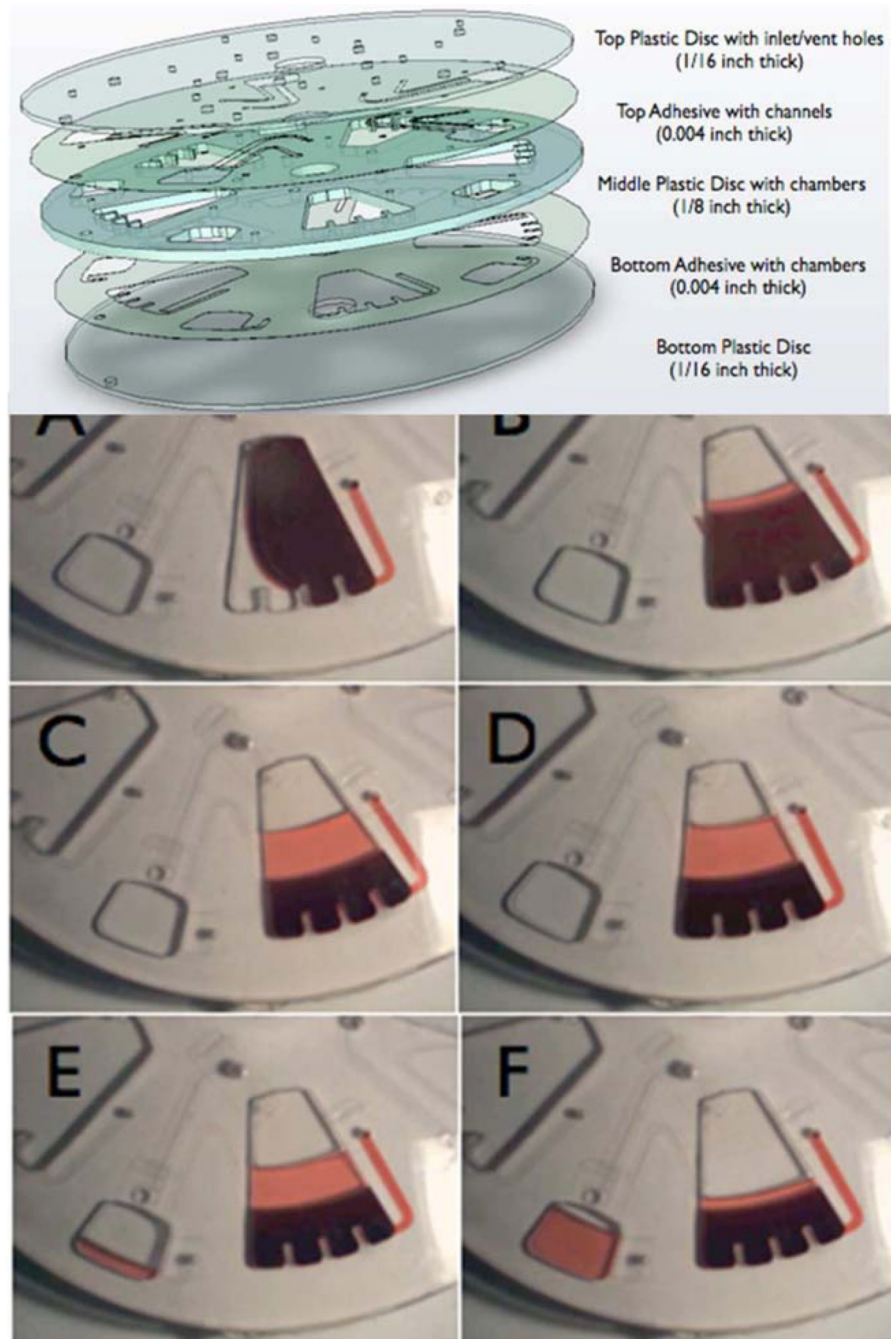 Top Plastic Disc with inlet/vent holes
(1/16 inch thick)
Top Adhesive with channels
(0.004 inch thick)
Middle Plastic Disc with chambers
(1/8 inch thick)
Bottom Adhesive with chambers
(0.004 inch thick)
Bottom Plastic Disc
(1/16 inch thick)
A
B
C
D
E
F